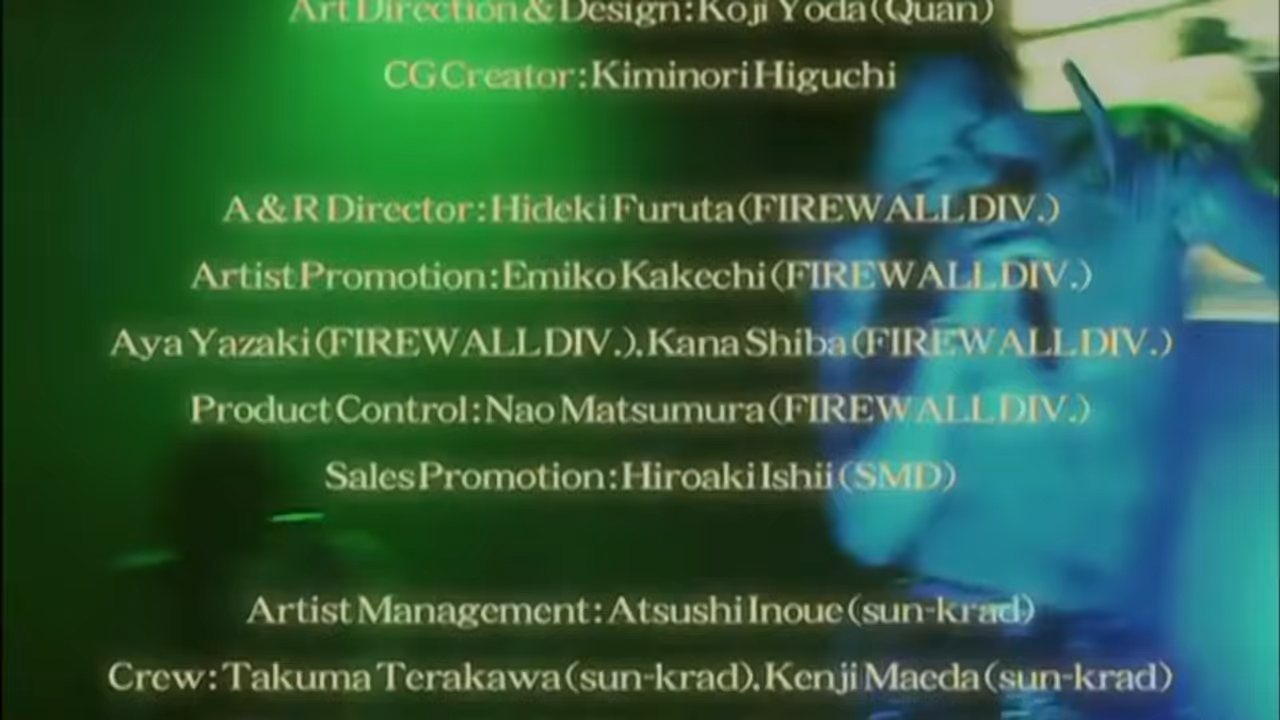 Art Direction & Design : Koji Yoda (Quan)
CG Creator : Kiminori Higuchi
A & R Director : Hideki Furuta (FIREWALL DIV.)
Artist Promotion : Emiko Kakechi (FIREWALL DIV.)
Aya Yazaki (FIREWALL DIV.), Kana Shiba (FIREWALL DIV.)
Product Control : Nao Matsumura (FIREWALL DIV.)
Sales Promotion : Hiroaki Ishii (SMD)
Artist Management : Atsushi Inoue (sun-krad)
Crew : Takuma Terakawa (sun-krad), Kenji Maeda (sun-krad)